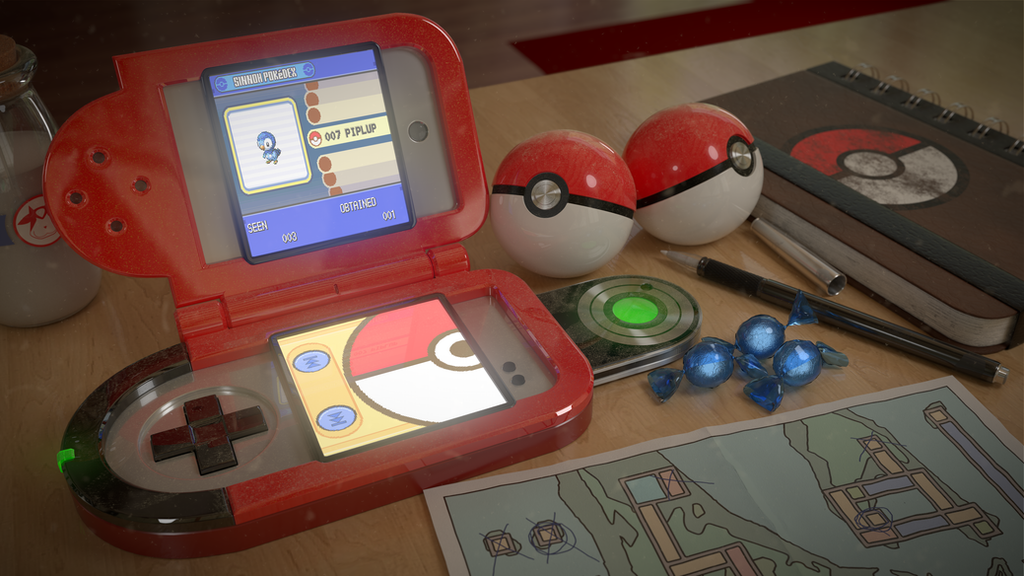 SINNOH POKéDEX
007 PIPLUP
SEEN
003
OBTAINED
001